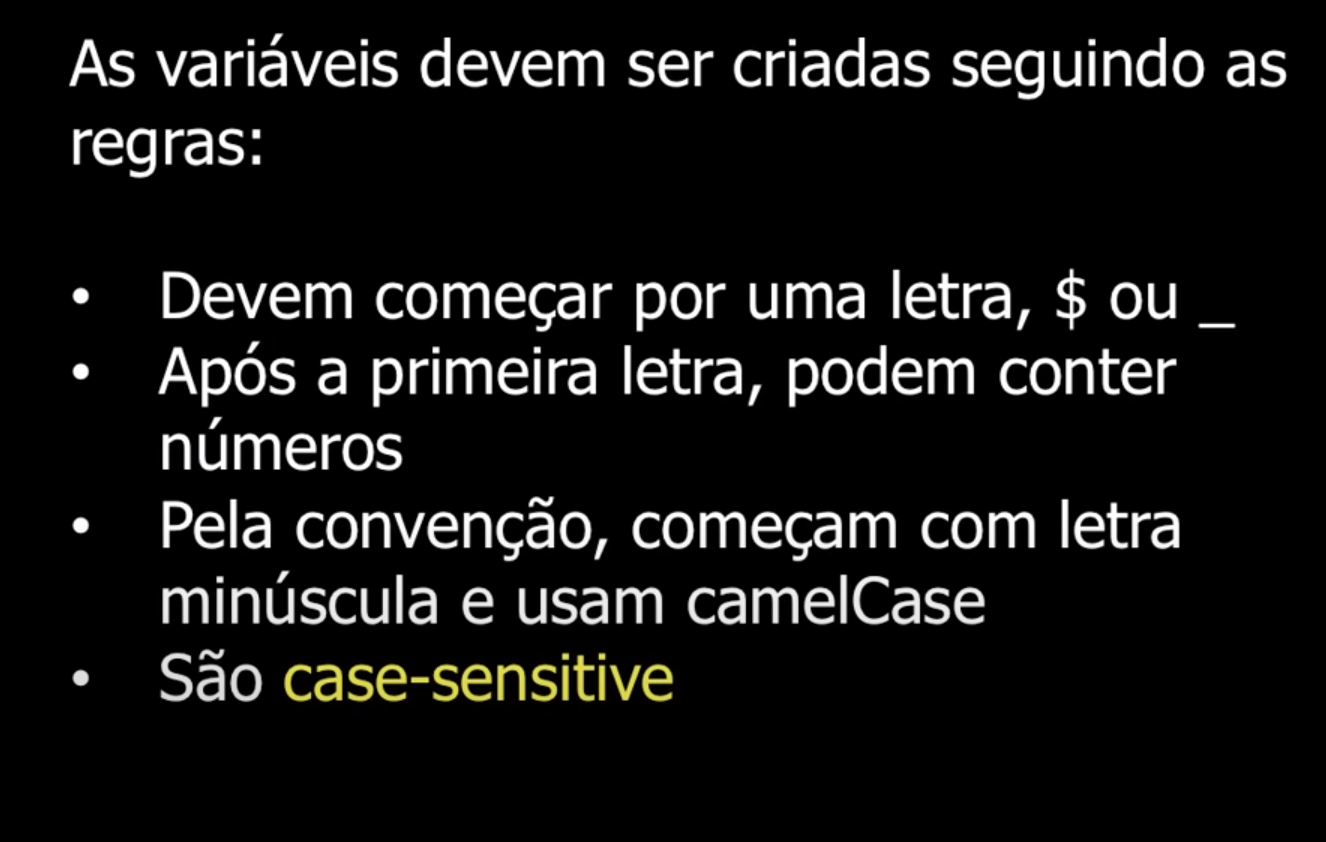 As variáveis devem ser criadas seguindo as
regras:
• Devem começar por uma letra, $ ou _
• Após a primeira letra, podem conter
números
• Pela convenção, começam com letra
minúscula e usam camelCase
• São case-sensitive